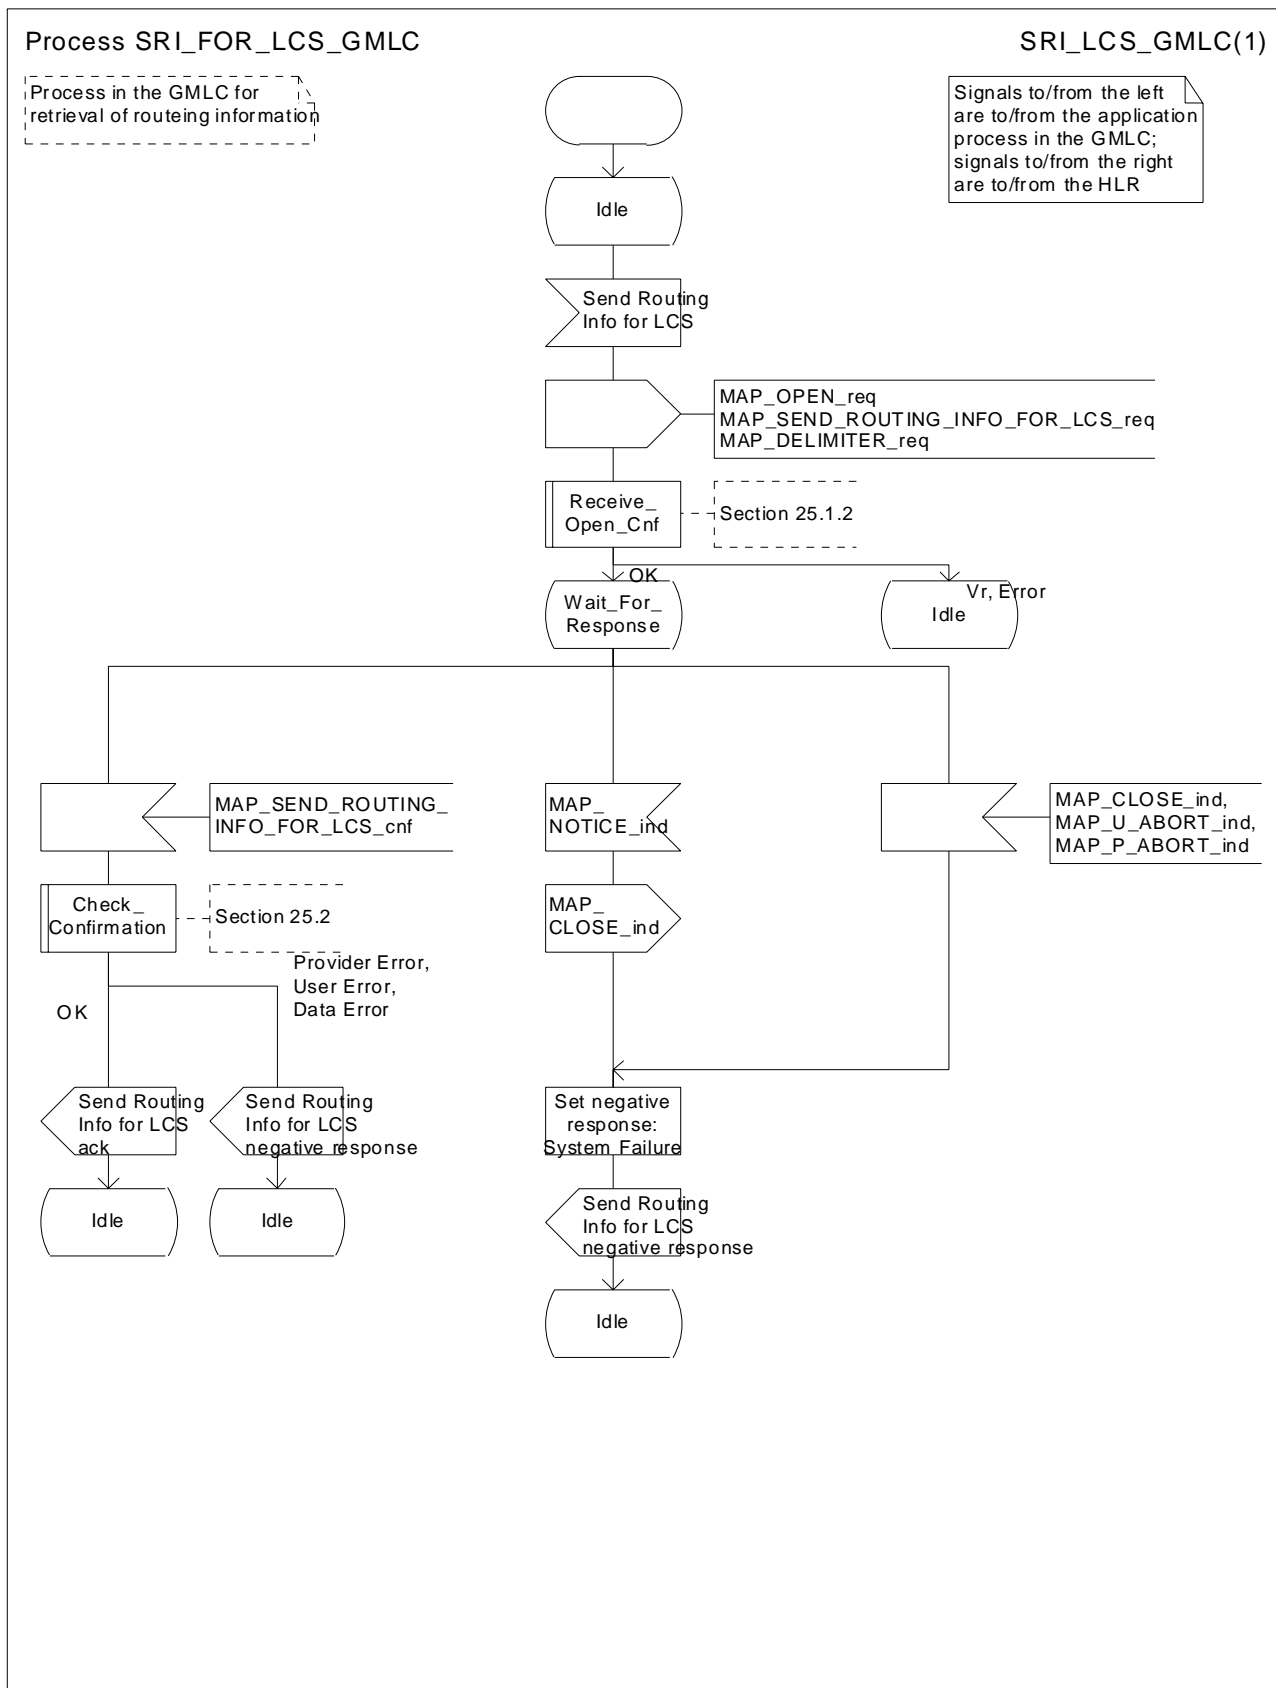 Process SRI_FOR_LCS_GMLC
SRI_LCS_GMLC(1)
Process in the GMLC for
retrieval of routeing information
Signals to/from the left
are to/from the application
process in the GMLC;
signals to/from the right
are to/from the HLR
Idle
Send Routing
Info for LCS
MAP_OPEN_req
MAP_SEND_ROUTING_INFO_FOR_LCS_req
MAP_DELIMITER_req
Receive_
Open_Cnf
Section 25.1.2
OK
Vr, Error
Wait_For_
Response
Idle
MAP_SEND_ROUTING_
INFO_FOR_LCS_cnf
MAP_
NOTICE_ind
MAP_CLOSE_ind,
MAP_U_ABORT_ind,
MAP_P_ABORT_ind
Check_
Confirmation
Section 25.2
MAP_
CLOSE_ind
Provider Error,
User Error,
Data Error
OK
Send Routing
Info for LCS
ack
Send Routing
Info for LCS
negative response
Set negative
response:
System Failure
Idle
Idle
Send Routing
Info for LCS
negative response
Idle